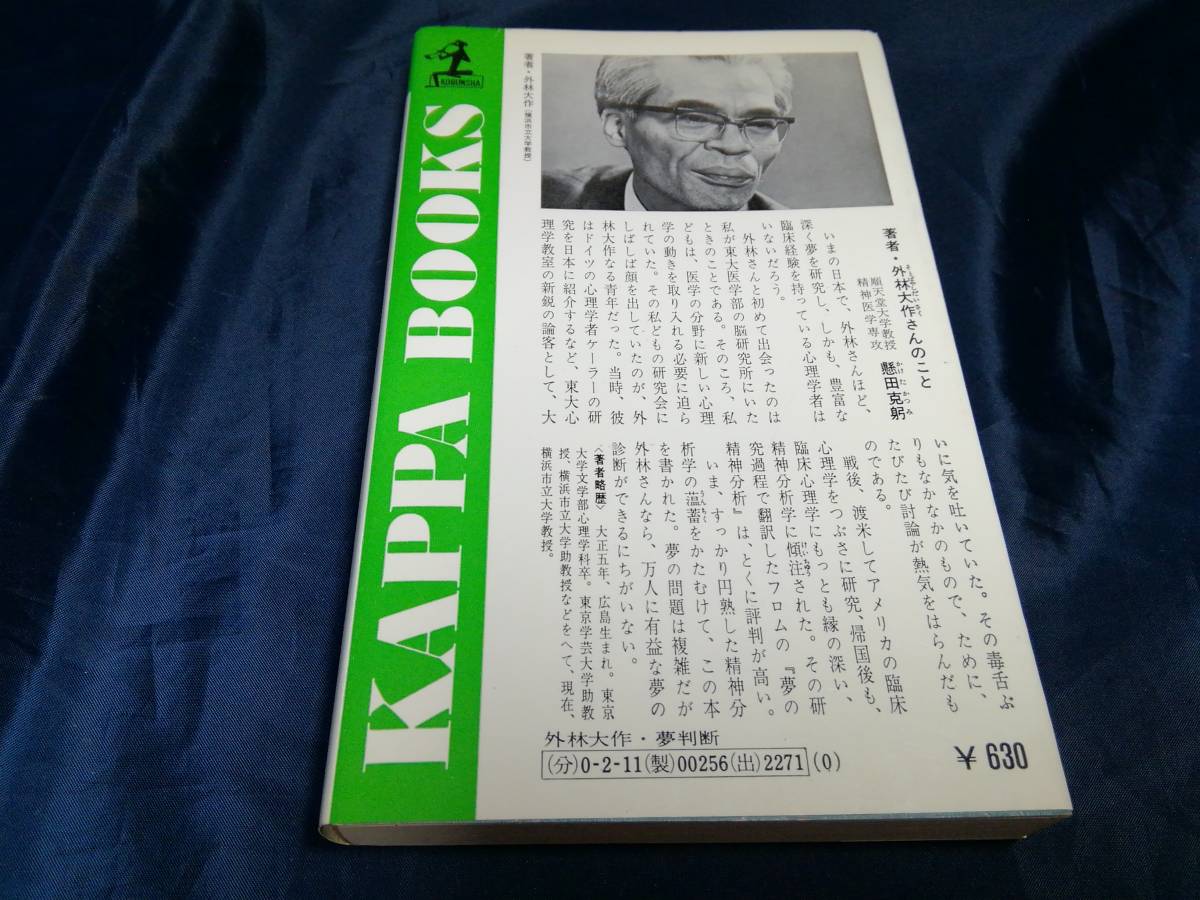 KOBUNSHA
KAPPA BOOKS
著者・外林大作(横浜市立大学教授)
著者・外林大作さんのこと
順天堂大学教授
精神医学専攻
懸田克躬
いまの日本で、外林さんほど、
深く夢を研究し、しかも、豊富な
臨床経験を持っている心理学者は
いないだろう。
外林さんと初めて出会ったのは
私が東大医学部の脳研究所にいた
ときのことである。そのころ、私
どもは、医学の分野に新しい心理
学の動きを取り入れる必要に迫ら
れていた。その私どもの研究会に
しばしば顔を出していたのが、外
林大作なる青年だった。当時、彼
はドイツの心理学者ケーラーの研
究を日本に紹介するなど、東大心
理学教室の新鋭の論客として、大
いに気を吐いていた。その毒舌ぶ
りもなかなかのもので、ために、
たびたび討論が熱気をはらんだも
のである。
戦後、渡米してアメリカの臨床
心理学をつぶさに研究、帰国後も、
臨床心理学にもっとも縁の深い、
精神分析学に傾注された。その研
究過程で翻訳したフロムの『夢の
精神分析』は、とくに評判が高い。
いま、すっかり円熟した精神分
析学の薀蓄をかたむけて、この本
を書かれた。夢の問題は複雑だが
外林さんなら、万人に有益な夢の
診断ができるにちがいない。
〈著者略歴〉 大正五年、広島生まれ。東京
大学文学部心理学科卒。東京学芸大学助教
授、横浜市立大学助教授などをへて、現在、
横浜市立大学教授。
外林大作・夢判断
(分)0-2-11(製)00256(出)2271(0)
¥630